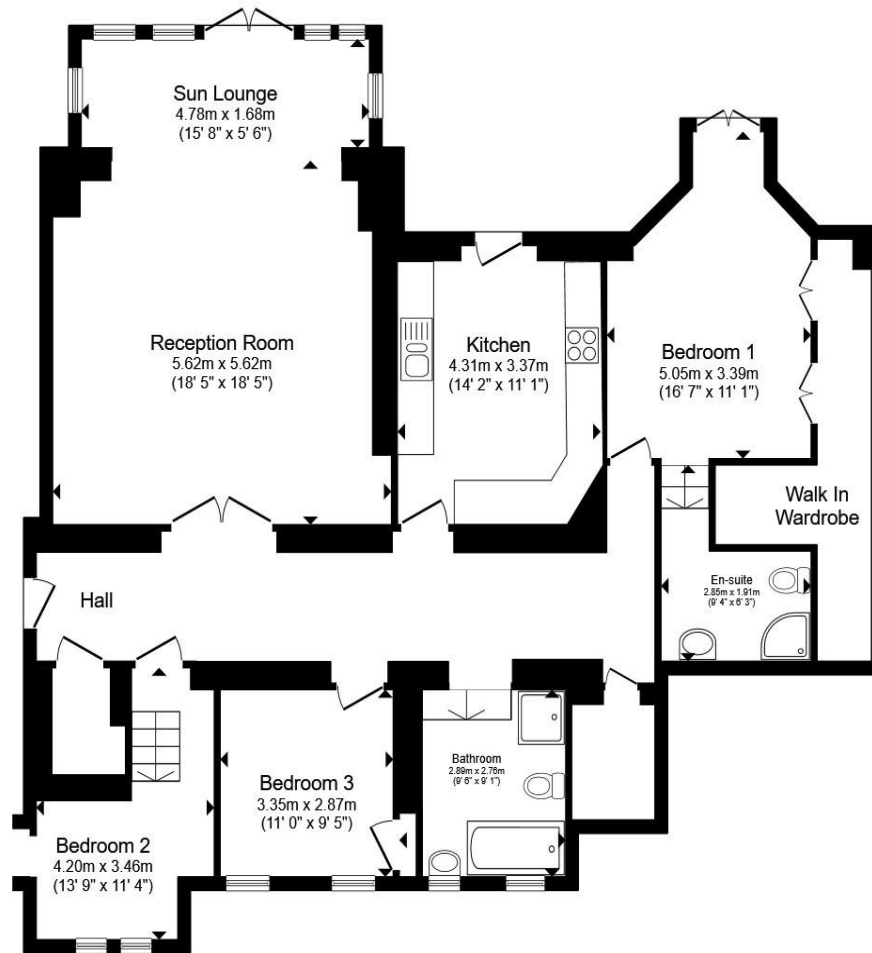 Sun Lounge
4.78m x 1.68m
(15' 8" x 5' 6")
Reception Room
5.62m x 5.62m
(18' 5" x 18' 5")
Kitchen
4.31m x 3.37m
(14' 2" x 11' 1")
Bedroom 1
5.05m x 3.39m
(16' 7" x 11' 1")
Walk In
Wardrobe
En-suite
2.85m x 1.91m
(9' 4" x 6' 3")
Hall
Bathroom
2.89m x 2.76m
(9' 6" x 9' 1")
Bedroom 3
3.35m x 2.87m
(11' 0" x 9' 5")
Bedroom 2
4.20m x 3.46m
(13' 9" x 11' 4")